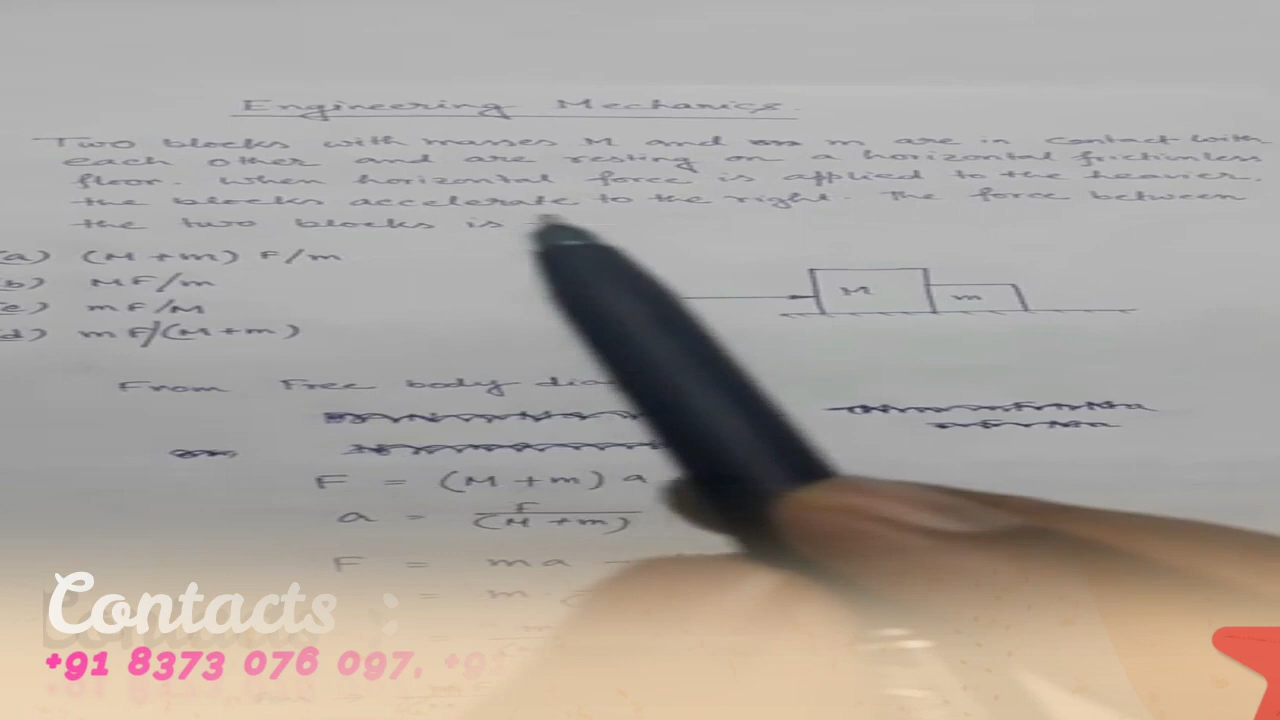 Engineering Mechanics.
Two blocks with masses M and m are in contact with
each other and are resting on a horizontal frictionless
floor. When horizontal force is applied to the heavier.
the blocks accelerate to the right. The force between
the two blocks is
(a) (M+m) F/m
(b) MF/m
(c) mF/M
(d) mF/(M+m)
M
m
From Free body dia
F = (M+m) a
a = F/(M+m)
F = ma
= m.
Contacts :
+91 8373 076 097, +9